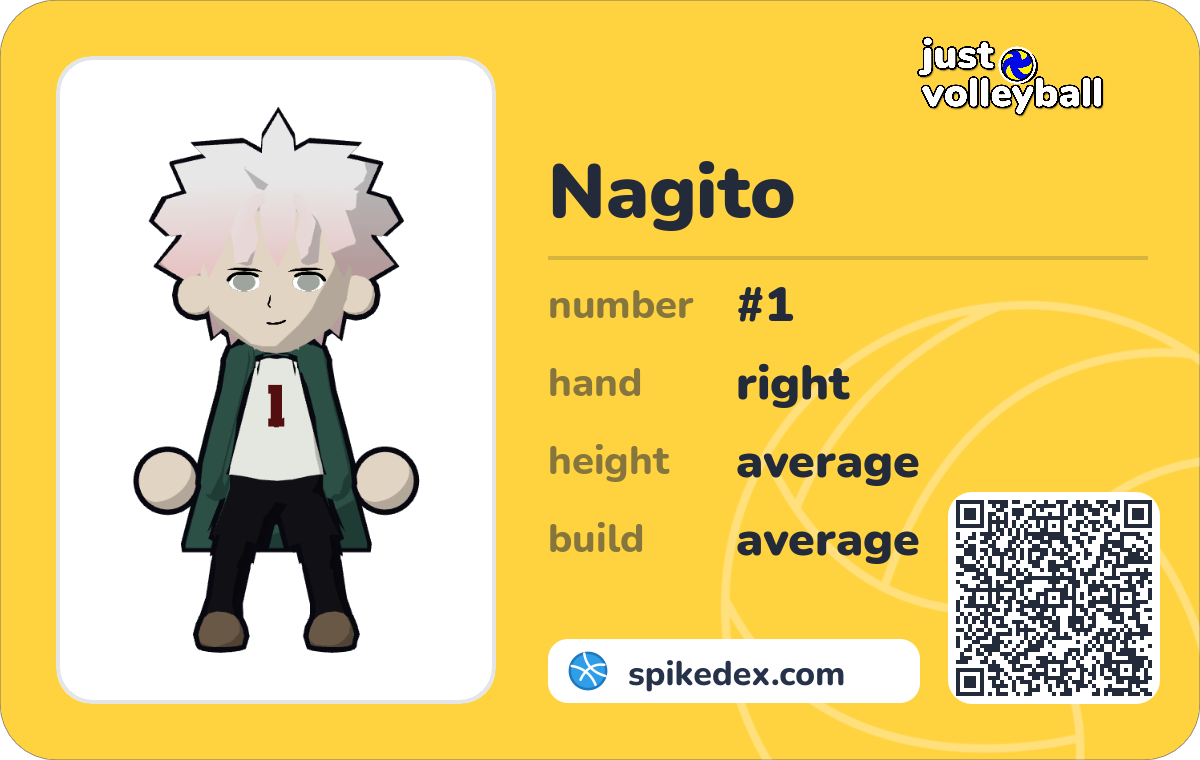 just
volleyball
Nagito
number #1
hand right
height average
build average
1
spikedex.com